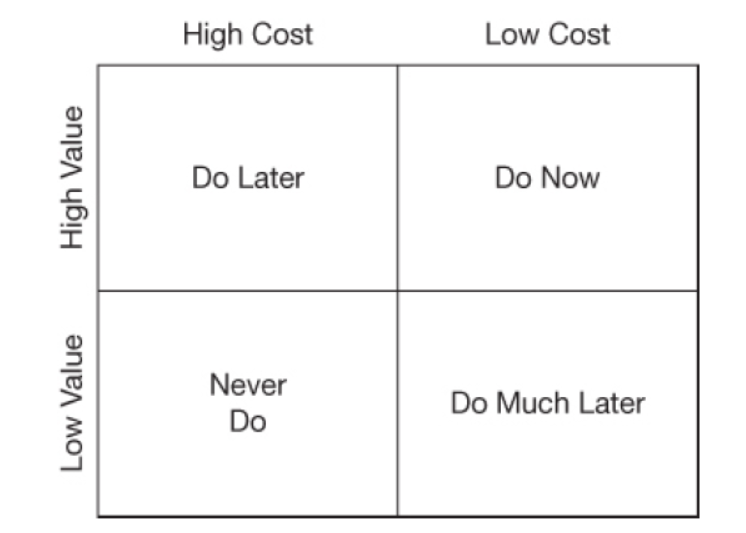 High Cost
Low Cost
High Value
Do Later
Do Now
Low Value
Never
Do
Do Much Later